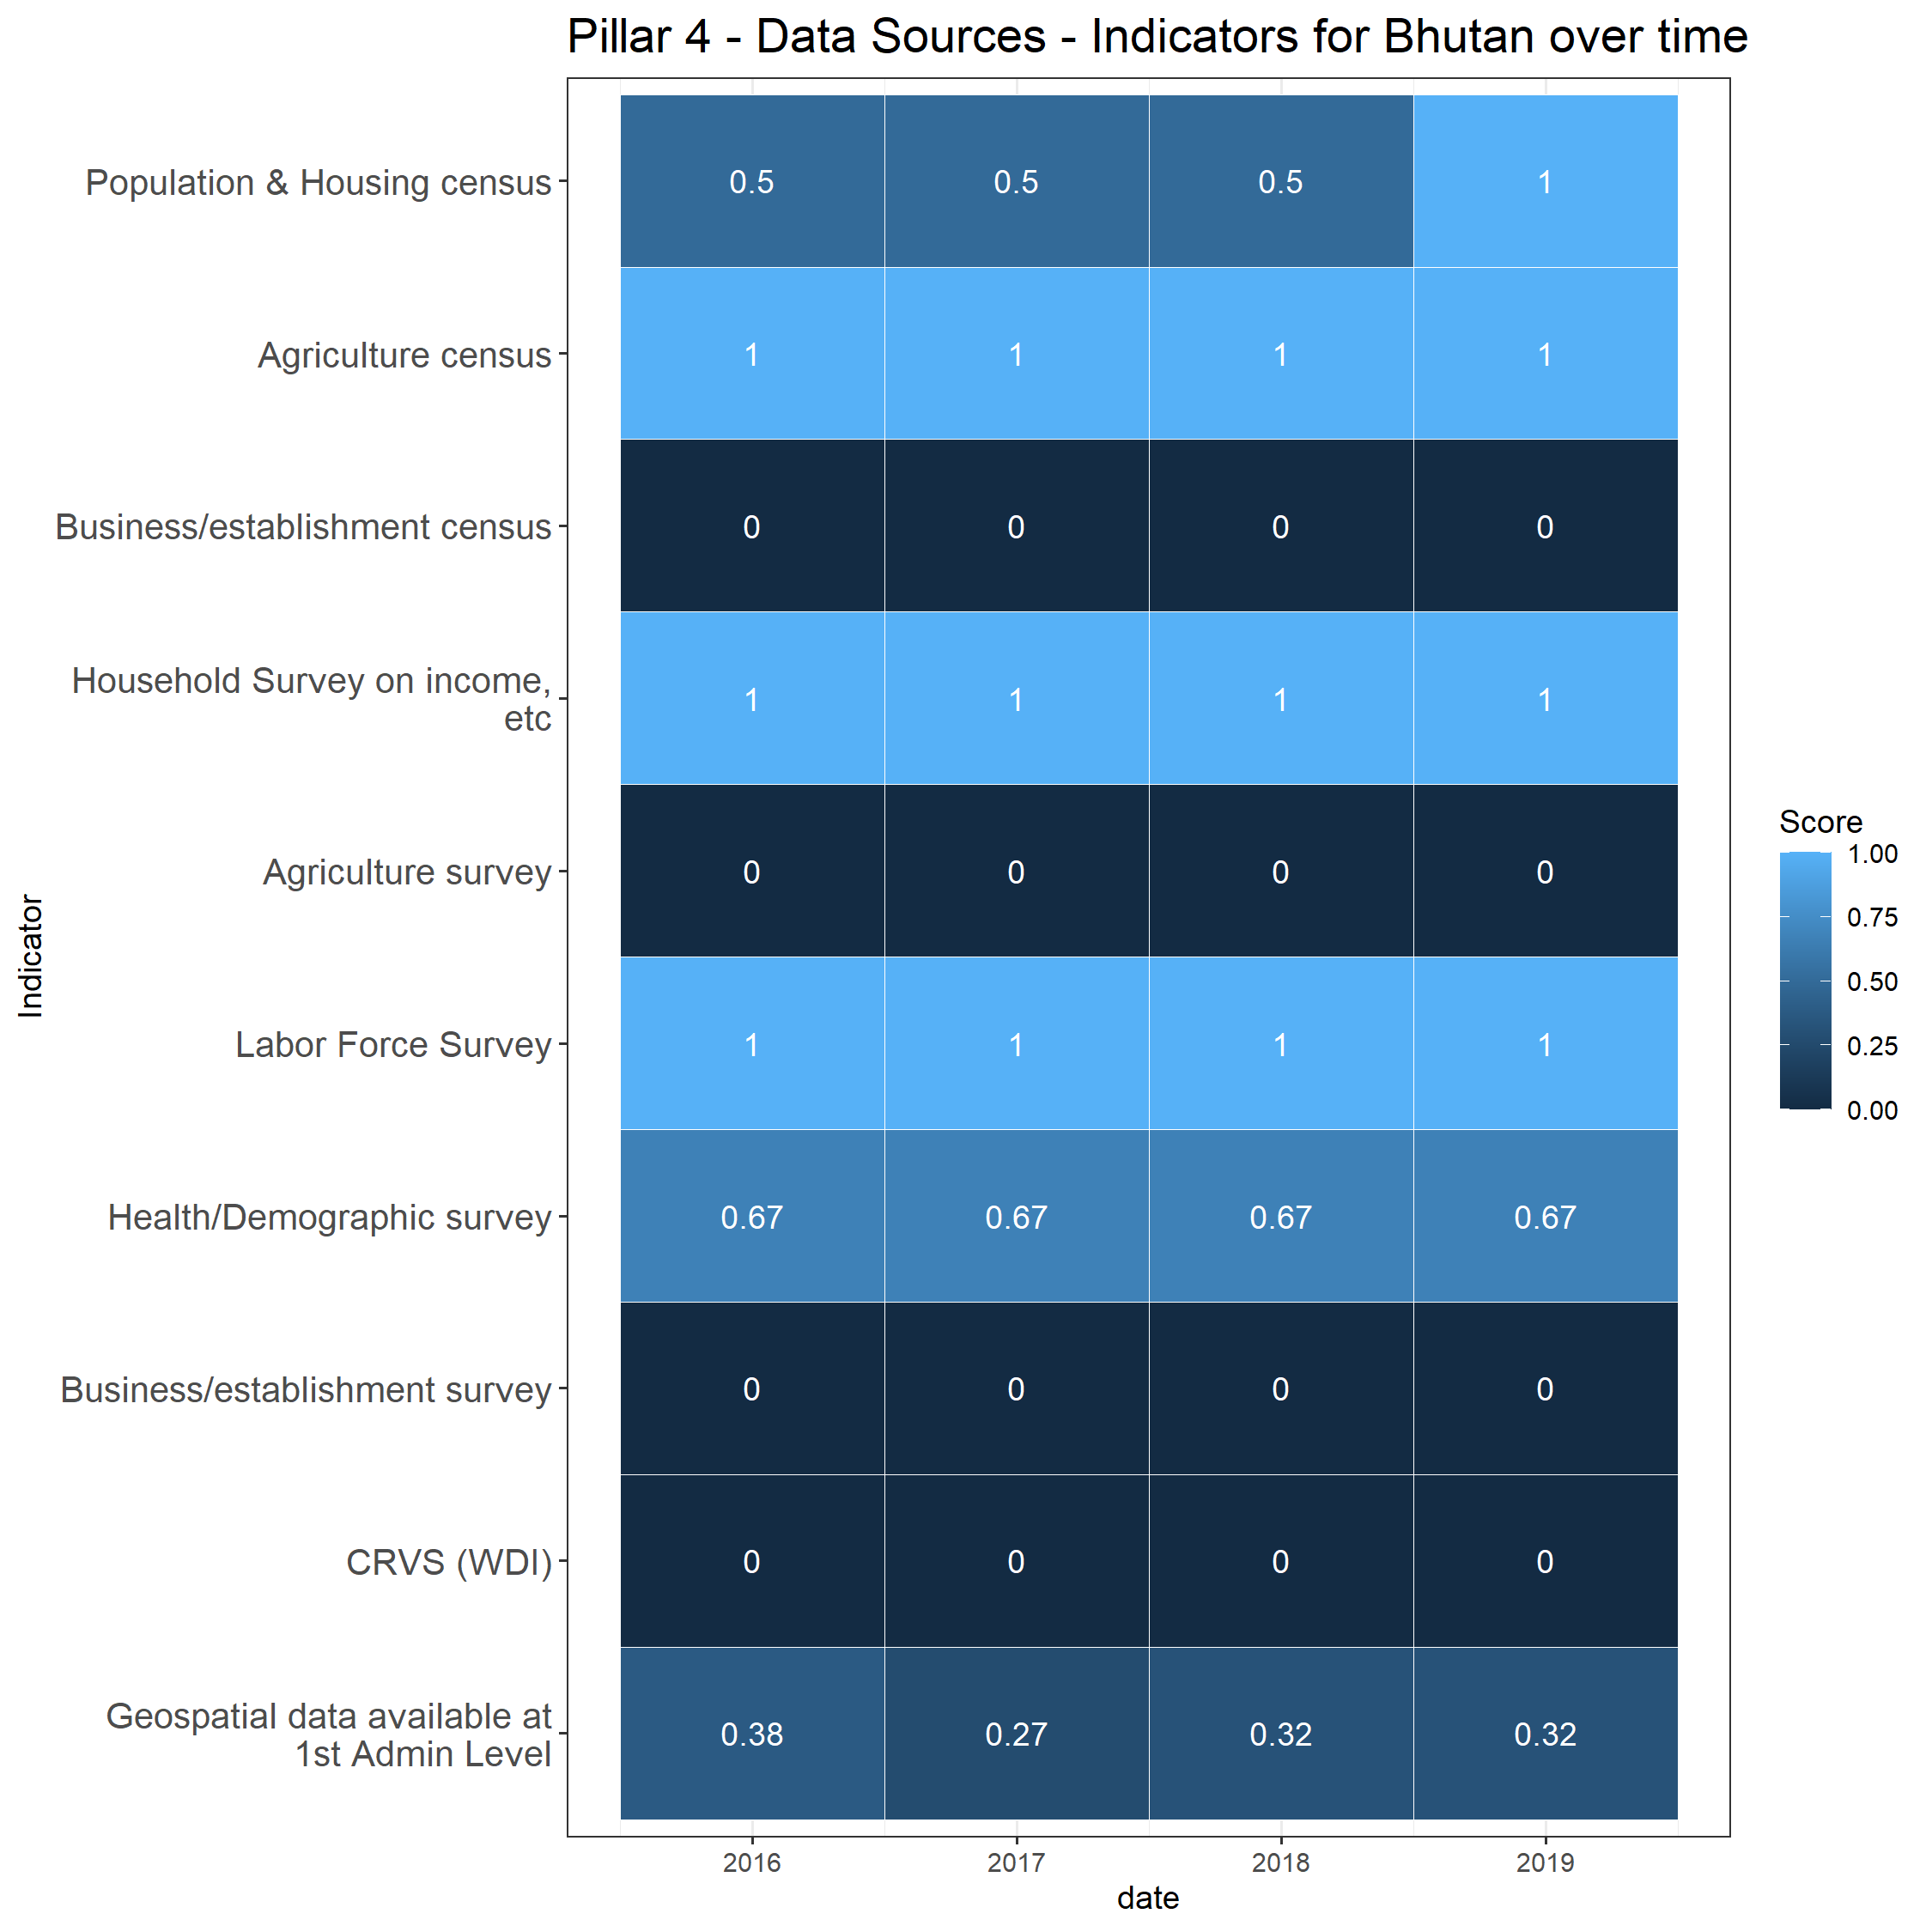 Pillar 4 - Data Sources - Indicators for Bhutan over time
Indicator
Population & Housing census 0.5 0.5 0.5 1
Agriculture census 1 1 1 1
Business/establishment census 0 0 0 0
Household Survey on income,
etc
1 1 1 1
Agriculture survey 0 0 0 0
Labor Force Survey 1 1 1 1
Health/Demographic survey 0.67 0.67 0.67 0.67
Business/establishment survey 0 0 0 0
CRVS (WDI) 0 0 0 0
Geospatial data available at
1st Admin Level
0.38 0.27 0.32 0.32
2016 2017 2018 2019
date
Score
1.00
0.75
0.50
0.25
0.00